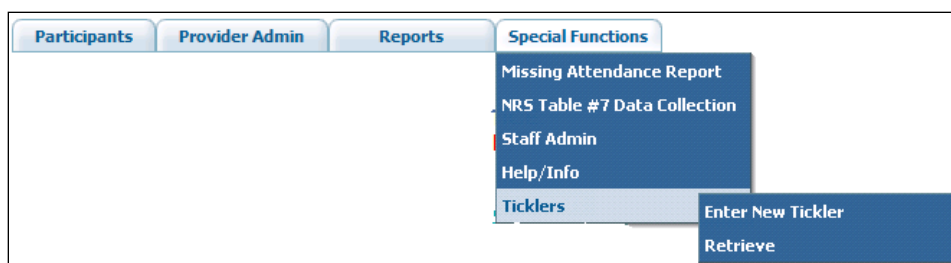 Participants Provider Admin Reports Special Functions
Missing Attendance Report
NRS Table #7 Data Collection
Staff Admin
Help/Info
Ticklers
Enter New Tickler
Retrieve